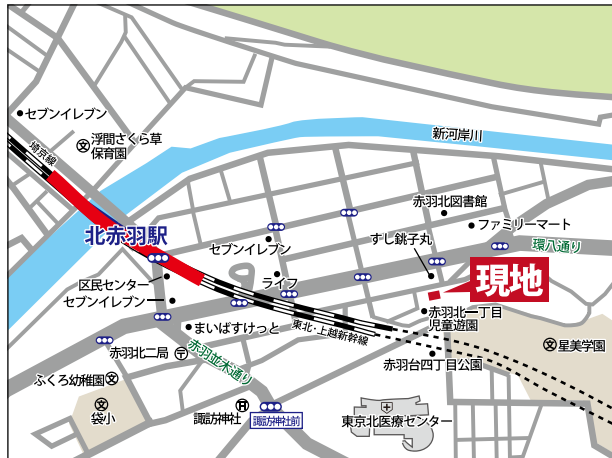 セブンイレブン
浮間さくら草
保育園
埼京線
新河岸川
赤羽北図書館
ファミリーマート
すし銚子丸
環八通り
北赤羽駅
セブンイレブン
区民センター
セブンイレブン
ライフ
現地
赤羽北一丁目
児童遊園
まいばすけっと
東北・上越新幹線
赤羽北二局
赤羽並木通り
星美学園
赤羽台四丁目公園
ふくろ幼稚園
袋小
諏訪神社
諏訪神社前
東京北医療センター